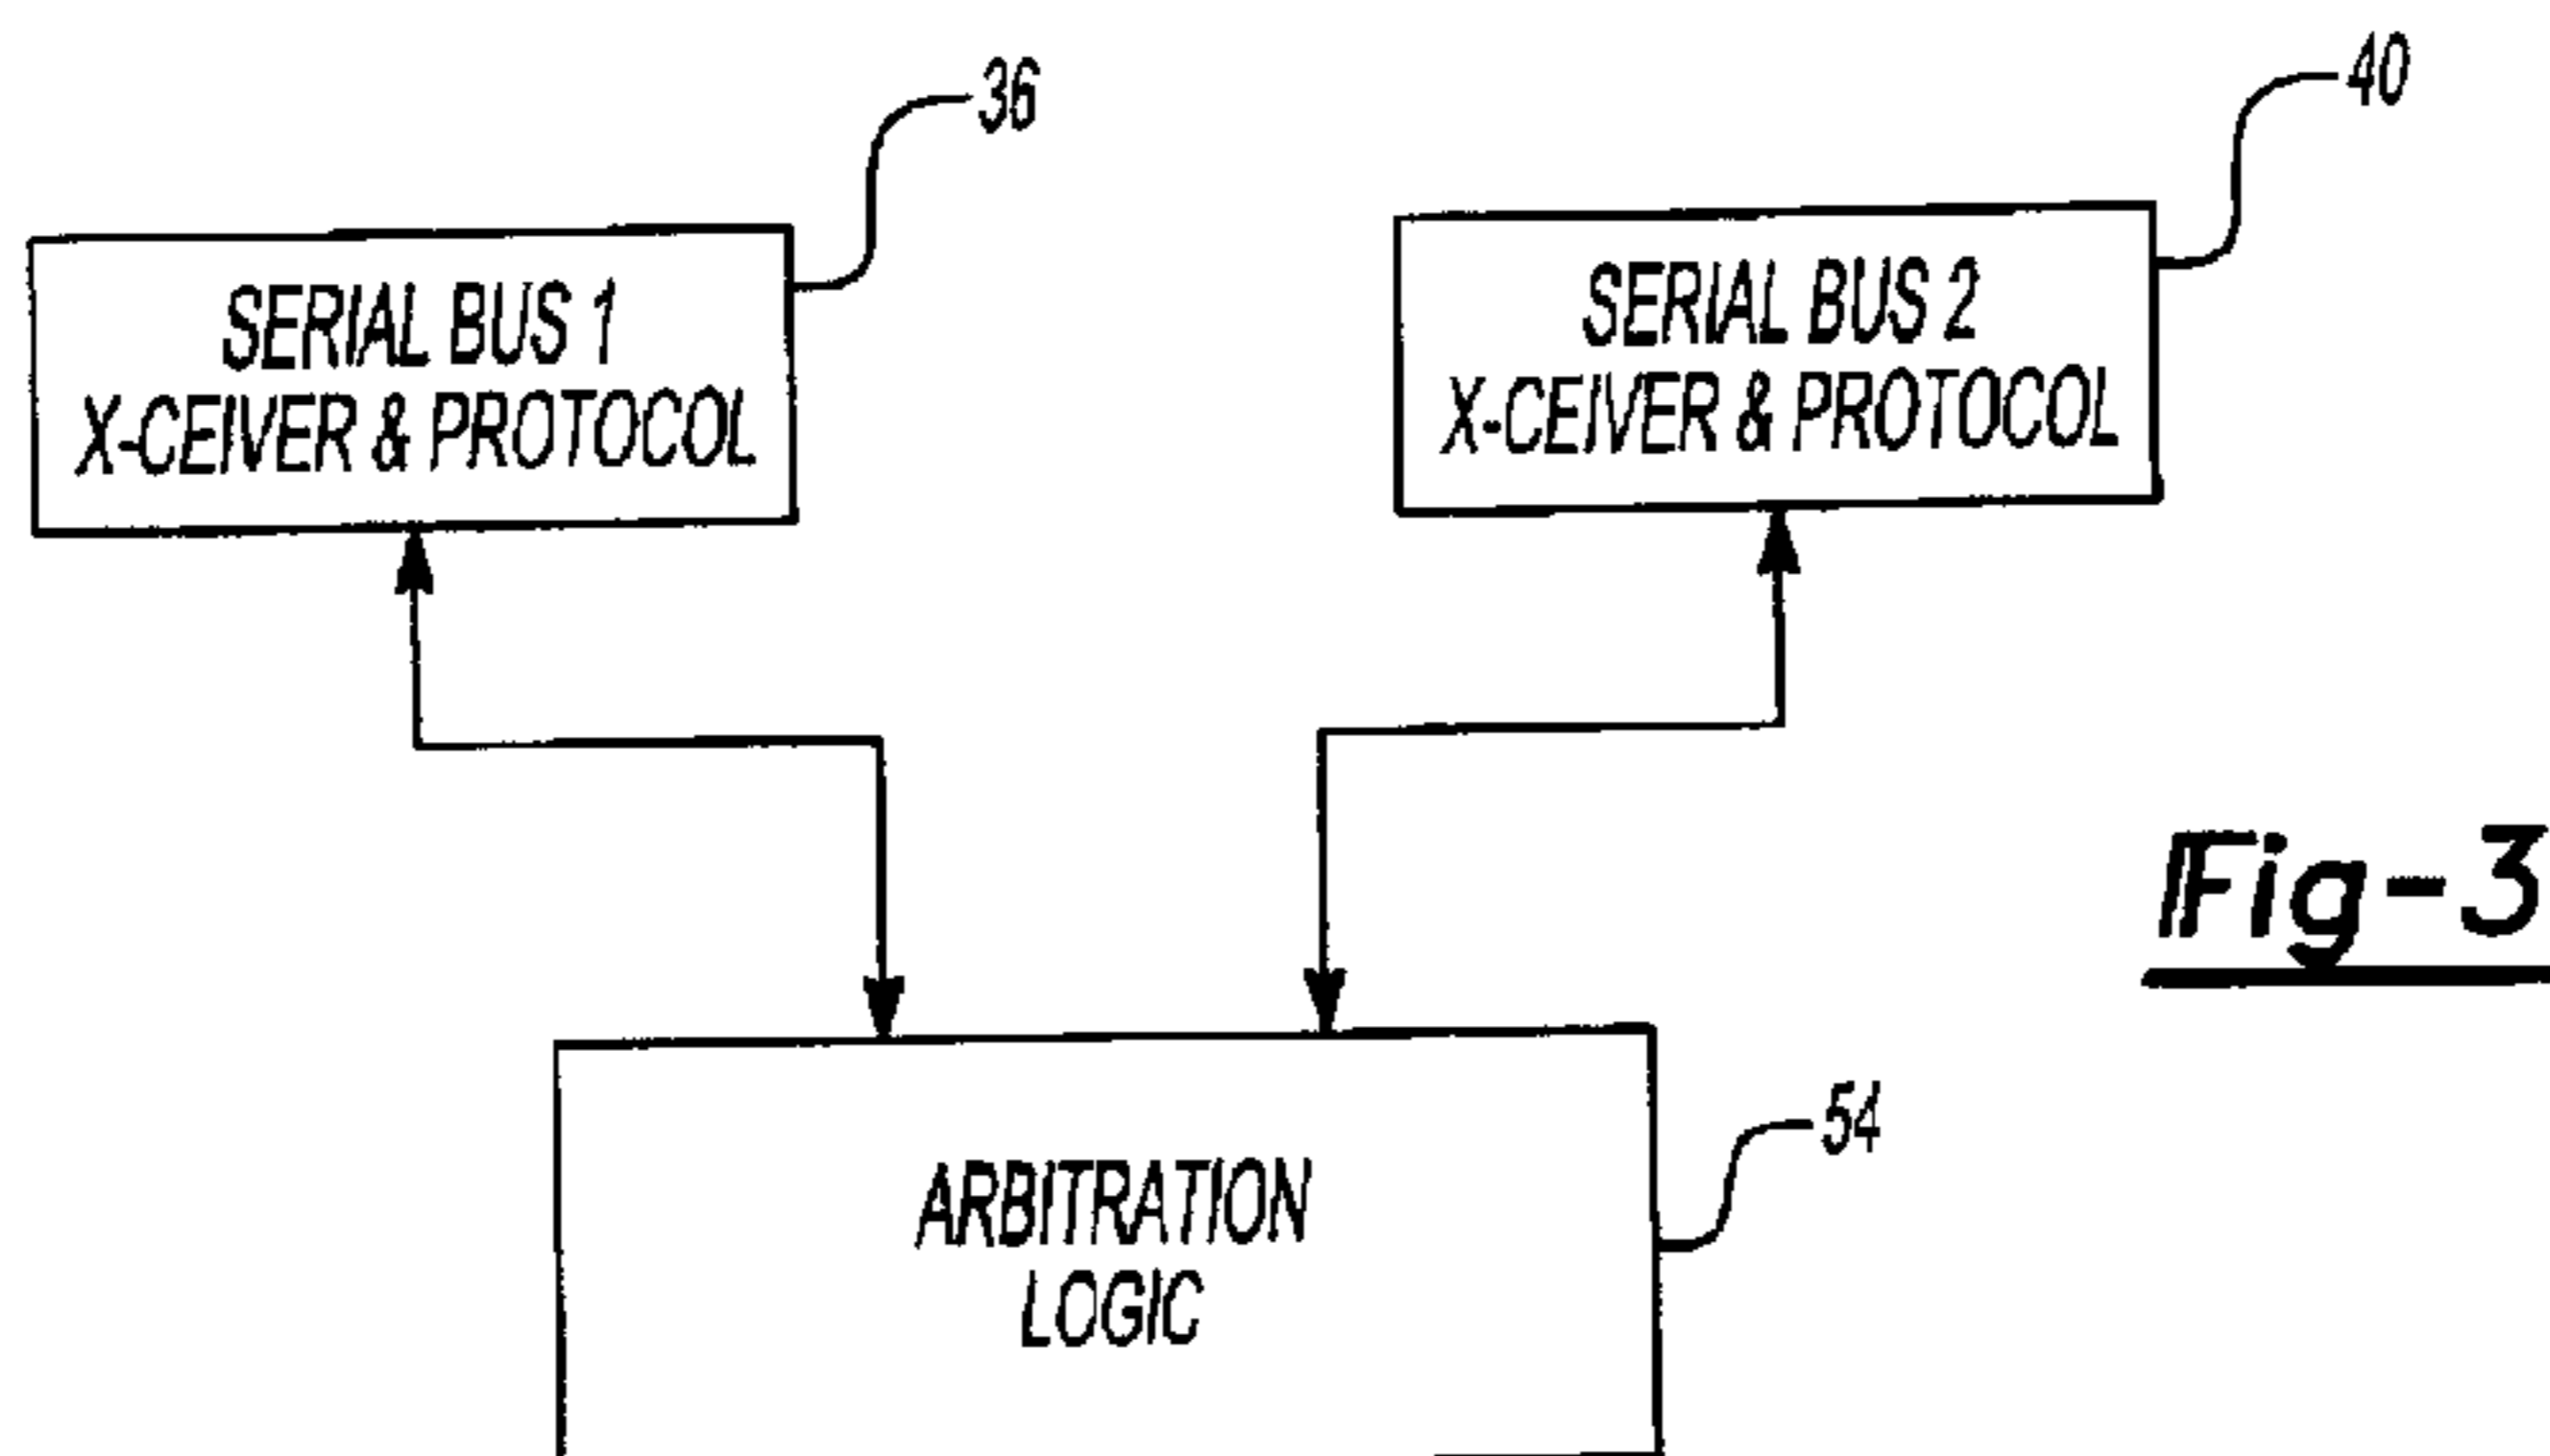 36
40
SERIAL BUS 1
X-CEIVER & PROTOCOL
SERIAL BUS 2
X-CEIVER & PROTOCOL
Fig-3
54
ARBITRATION
LOGIC